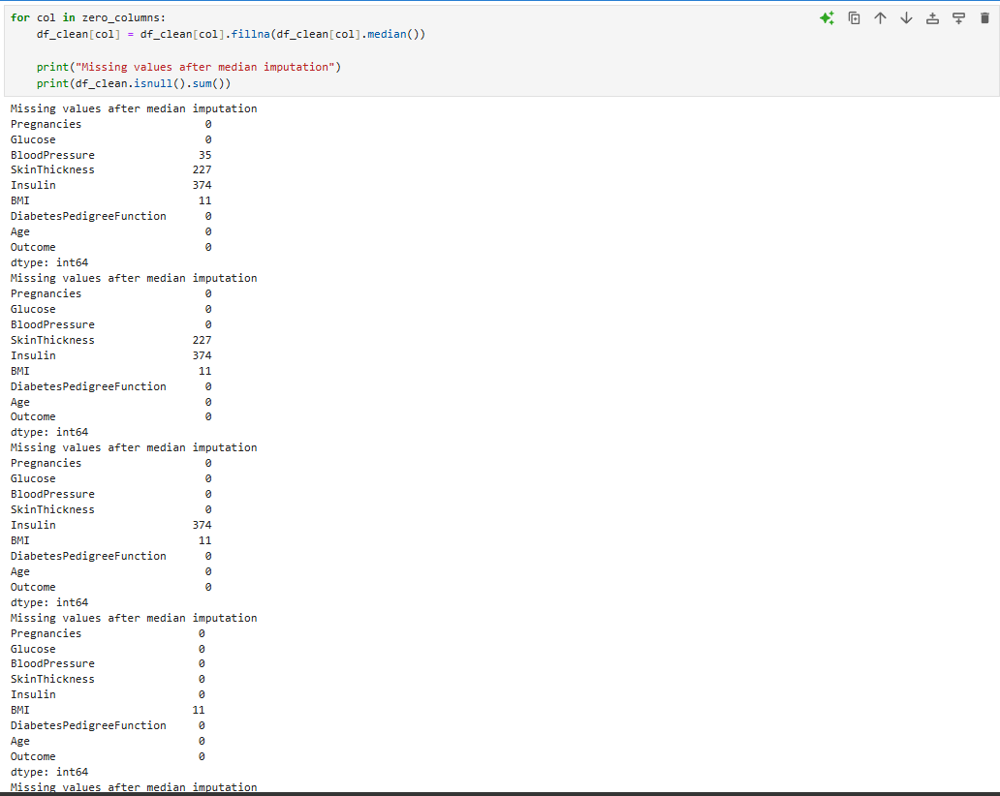 for col in zero_columns:
    df_clean[col] = df_clean[col].fillna(df_clean[col].median())
    print("Missing values after median imputation")
    print(df_clean.isnull().sum())
Missing values after median imputation
Pregnancies                   0
Glucose                       0
BloodPressure                35
SkinThickness               227
Insulin                     374
BMI                          11
DiabetesPedigreeFunction      0
Age                           0
Outcome                       0
dtype: int64
Missing values after median imputation
Pregnancies                   0
Glucose                       0
BloodPressure                 0
SkinThickness               227
Insulin                     374
BMI                          11
DiabetesPedigreeFunction      0
Age                           0
Outcome                       0
dtype: int64
Missing values after median imputation
Pregnancies                   0
Glucose                       0
BloodPressure                 0
SkinThickness                 0
Insulin                     374
BMI                          11
DiabetesPedigreeFunction      0
Age                           0
Outcome                       0
dtype: int64
Missing values after median imputation
Pregnancies                  0
Glucose                      0
BloodPressure                0
SkinThickness                0
Insulin                      0
BMI                         11
DiabetesPedigreeFunction     0
Age                          0
Outcome                      0
dtype: int64
Missing values after median imputation